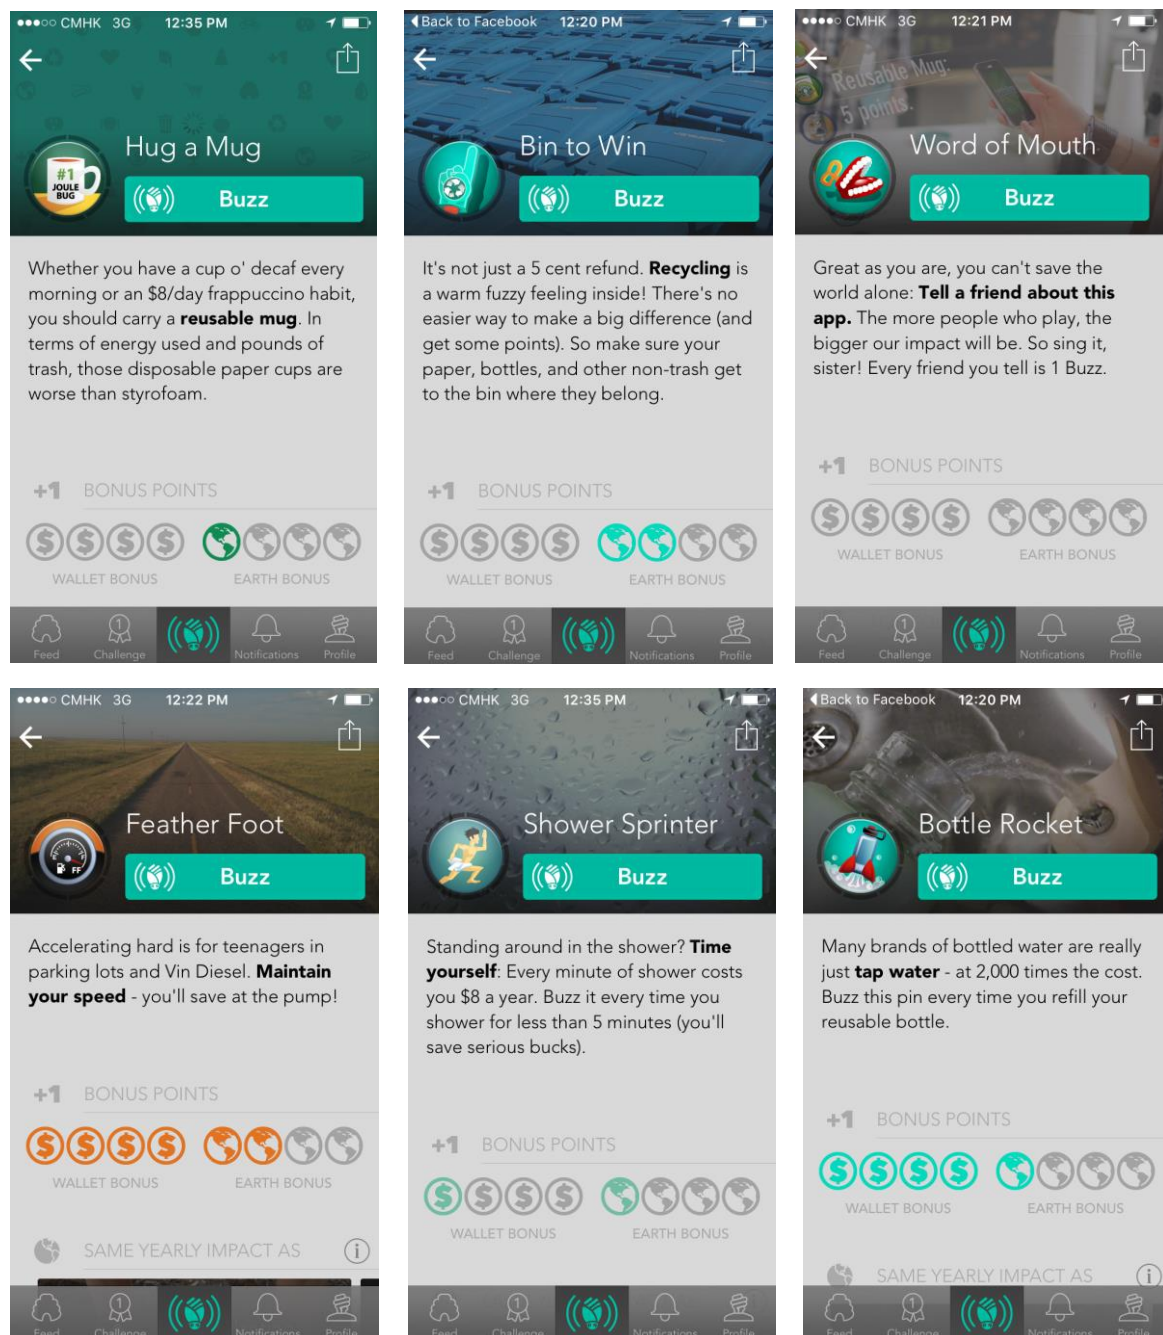 CMHK 3G 12:35 PM
Hug a Mug
#1
JOULE
BUG
Buzz
Whether you have a cup o' decaf every
morning or an $8/day frappuccino habit,
you should carry a reusable mug. In
terms of energy used and pounds of
trash, those disposable paper cups are
worse than styrofoam.
+1 BONUS POINTS
WALLET BONUS EARTH BONUS
Feed Challenge Notifications Profile
Back to Facebook 12:20 PM
Bin to Win
Buzz
It's not just a 5 cent refund. Recycling is
a warm fuzzy feeling inside! There's no
easier way to make a big difference (and
get some points). So make sure your
paper, bottles, and other non-trash get
to the bin where they belong.
+1 BONUS POINTS
WALLET BONUS EARTH BONUS
Feed Challenge Notifications Profile
CMHK 3G 12:21 PM
Reusable Mug:
5 points.
Word of Mouth
Buzz
Great as you are, you can't save the
world alone: Tell a friend about this
app. The more people who play, the
bigger our impact will be. So sing it,
sister! Every friend you tell is 1 Buzz.
+1 BONUS POINTS
WALLET BONUS EARTH BONUS
Feed Challenge Notifications Profile
CMHK 3G 12:22 PM
Feather Foot
FF
Buzz
Accelerating hard is for teenagers in
parking lots and Vin Diesel. Maintain
your speed - you'll save at the pump!
+1 BONUS POINTS
WALLET BONUS EARTH BONUS
SAME YEARLY IMPACT AS
Feed Challenge Notifications Profile
CMHK 3G 12:35 PM
Shower Sprinter
Buzz
Standing around in the shower? Time
yourself: Every minute of shower costs
you $8 a year. Buzz it every time you
shower for less than 5 minutes (you'll
save serious bucks).
+1 BONUS POINTS
WALLET BONUS EARTH BONUS
Feed Challenge Notifications Profile
Back to Facebook 12:20 PM
Bottle Rocket
Buzz
Many brands of bottled water are really
just tap water - at 2,000 times the cost.
Buzz this pin every time you refill your
reusable bottle.
+1 BONUS POINTS
WALLET BONUS EARTH BONUS
SAME YEARLY IMPACT AS
Feed Challenge Notifications Profile